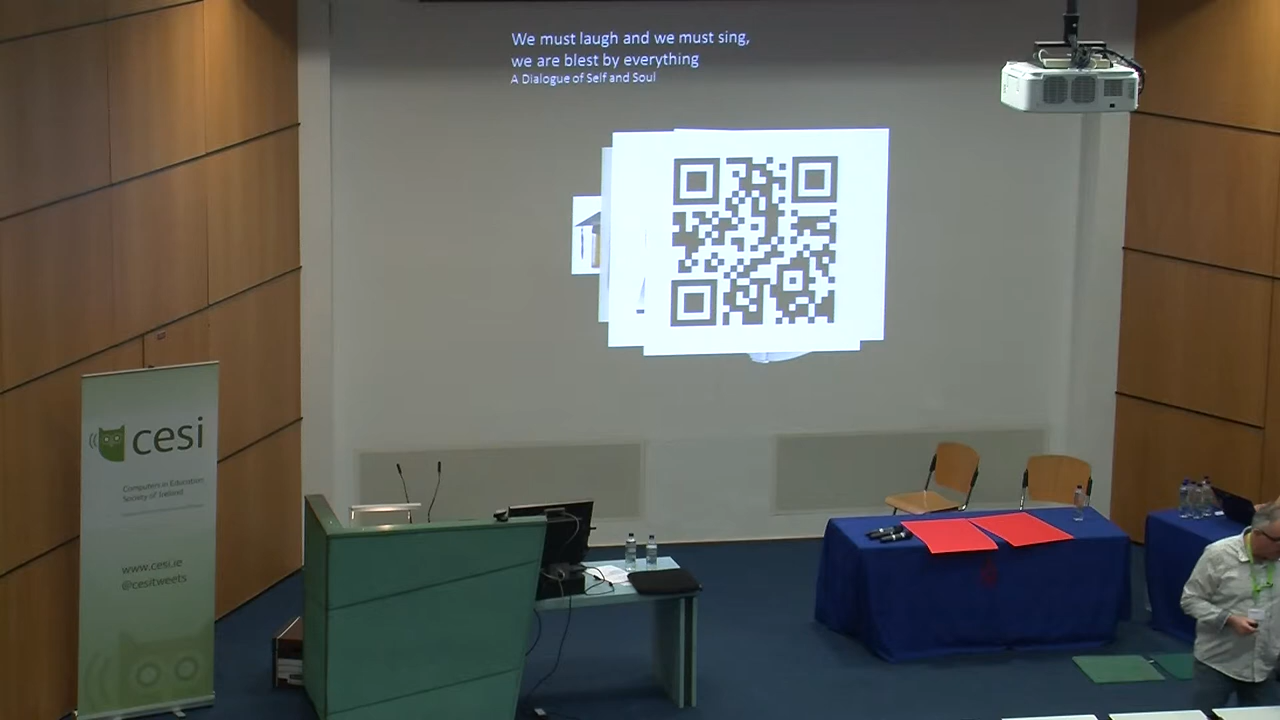 We must laugh and we must sing,
we are blest by everything
A Dialogue of Self and Soul
cesi
Computers in Education
Society of Ireland
www.cesi.ie
@cesitweets